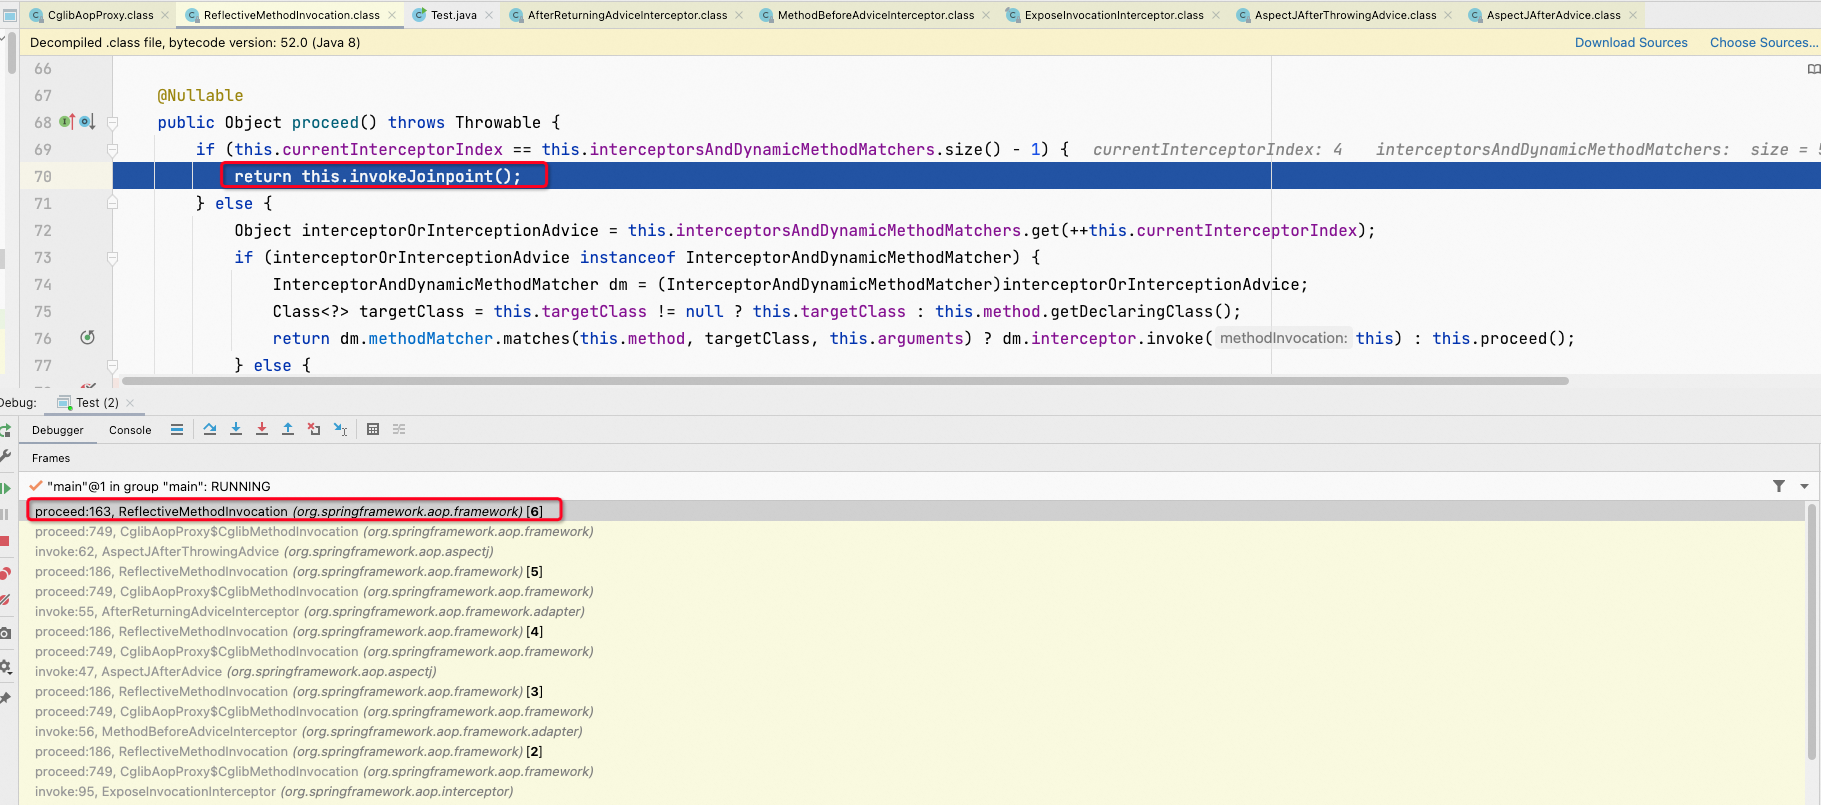 CglibAopProxy.class ReflectiveMethodInvocation.class Test.java AfterReturningAdviceInterceptor.class MethodBeforeAdviceInterceptor.class ExposeInvocationInterceptor.class AspectJAfterThrowingAdvice.class AspectJAfterAdvice.class
Decompiled .class file, bytecode version: 52.0 (Java 8) Download Sources Choose Sources...
66
67 @Nullable
68 public Object proceed() throws Throwable {
69 if (this.currentInterceptorIndex == this.interceptorsAndDynamicMethodMatchers.size() - 1) { currentInterceptorIndex: 4 interceptorsAndDynamicMethodMatchers: size = 5
70 return this.invokeJoinpoint();
71 } else {
72 Object interceptorOrInterceptionAdvice = this.interceptorsAndDynamicMethodMatchers.get(++this.currentInterceptorIndex);
73 if (interceptorOrInterceptionAdvice instanceof InterceptorAndDynamicMethodMatcher) {
74 InterceptorAndDynamicMethodMatcher dm = (InterceptorAndDynamicMethodMatcher)interceptorOrInterceptionAdvice;
75 Class<?> targetClass = this.targetClass != null ? this.targetClass : this.method.getDeclaringClass();
76 return dm.methodMatcher.matches(this.method, targetClass, this.arguments) ? dm.interceptor.invoke( methodInvocation: this) : this.proceed();
77 } else {
Debug: Test (2)
Debugger Console
Frames
"main"@1 in group "main": RUNNING
proceed:163, ReflectiveMethodInvocation (org.springframework.aop.framework) [6]
proceed:749, CglibAopProxy$CglibMethodInvocation (org.springframework.aop.framework)
invoke:62, AspectJAfterThrowingAdvice (org.springframework.aop.aspectj)
proceed:186, ReflectiveMethodInvocation (org.springframework.aop.framework) [5]
proceed:749, CglibAopProxy$CglibMethodInvocation (org.springframework.aop.framework)
invoke:55, AfterReturningAdviceInterceptor (org.springframework.aop.framework.adapter)
proceed:186, ReflectiveMethodInvocation (org.springframework.aop.framework) [4]
proceed:749, CglibAopProxy$CglibMethodInvocation (org.springframework.aop.framework)
invoke:47, AspectJAfterAdvice (org.springframework.aop.aspectj)
proceed:186, ReflectiveMethodInvocation (org.springframework.aop.framework) [3]
proceed:749, CglibAopProxy$CglibMethodInvocation (org.springframework.aop.framework)
invoke:56, MethodBeforeAdviceInterceptor (org.springframework.aop.framework.adapter)
proceed:186, ReflectiveMethodInvocation (org.springframework.aop.framework) [2]
proceed:749, CglibAopProxy$CglibMethodInvocation (org.springframework.aop.framework)
invoke:95, ExposeInvocationInterceptor (org.springframework.aop.interceptor)